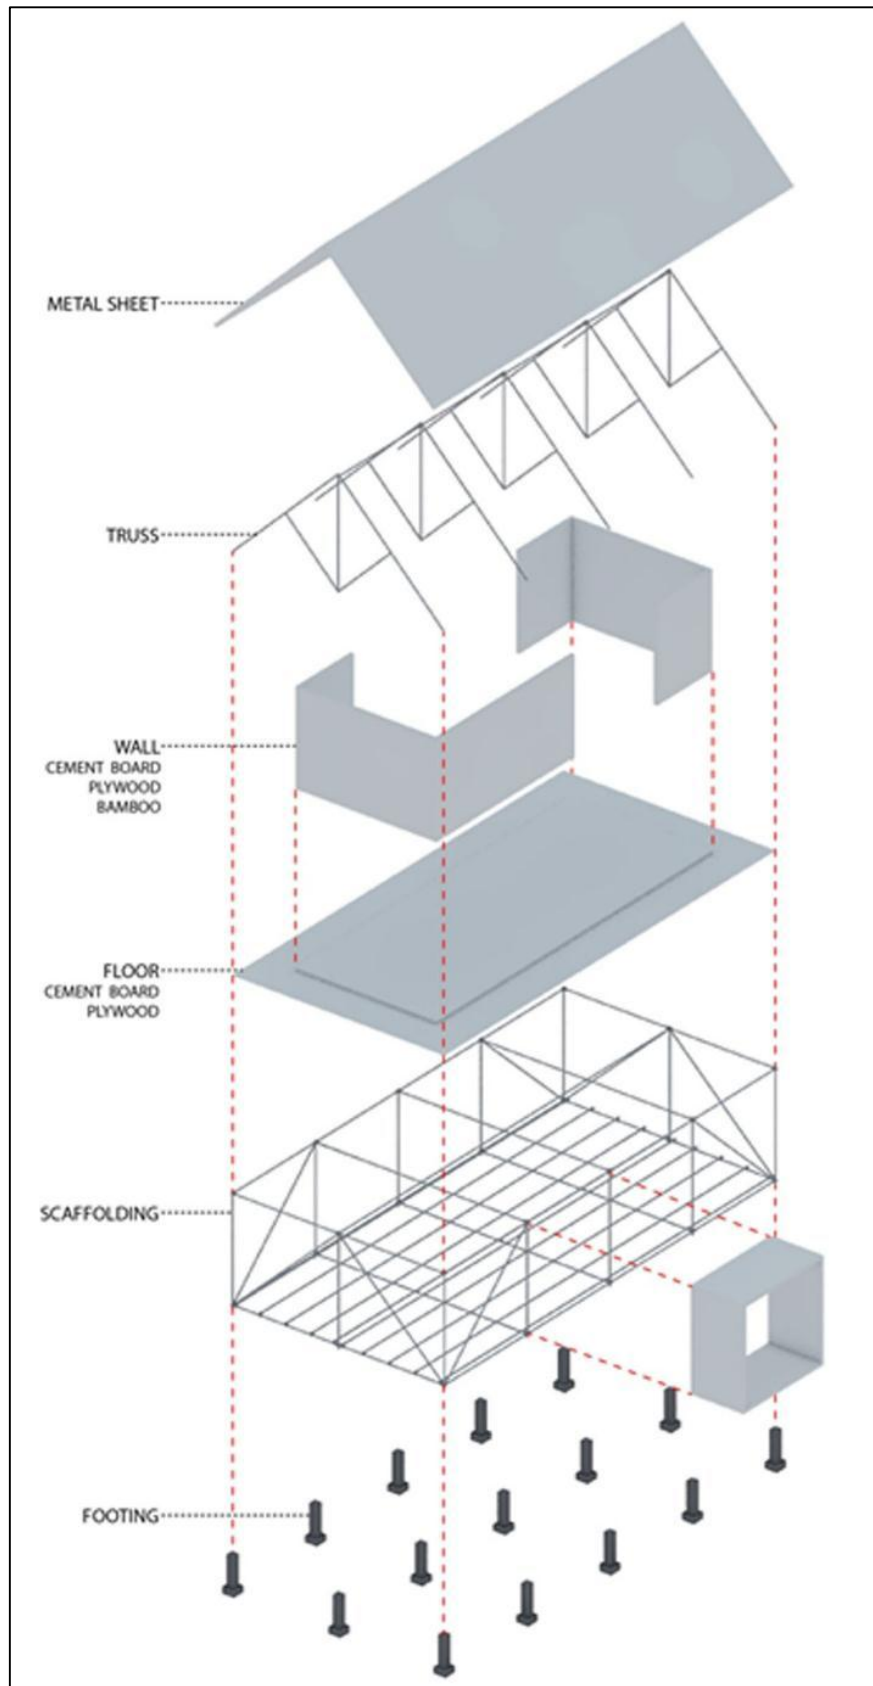 METAL SHEET
TRUSS
WALL
CEMENT BOARD
PLYWOOD
BAMBOO
FLOOR
CEMENT BOARD
PLYWOOD
SCAFFOLDING
FOOTING